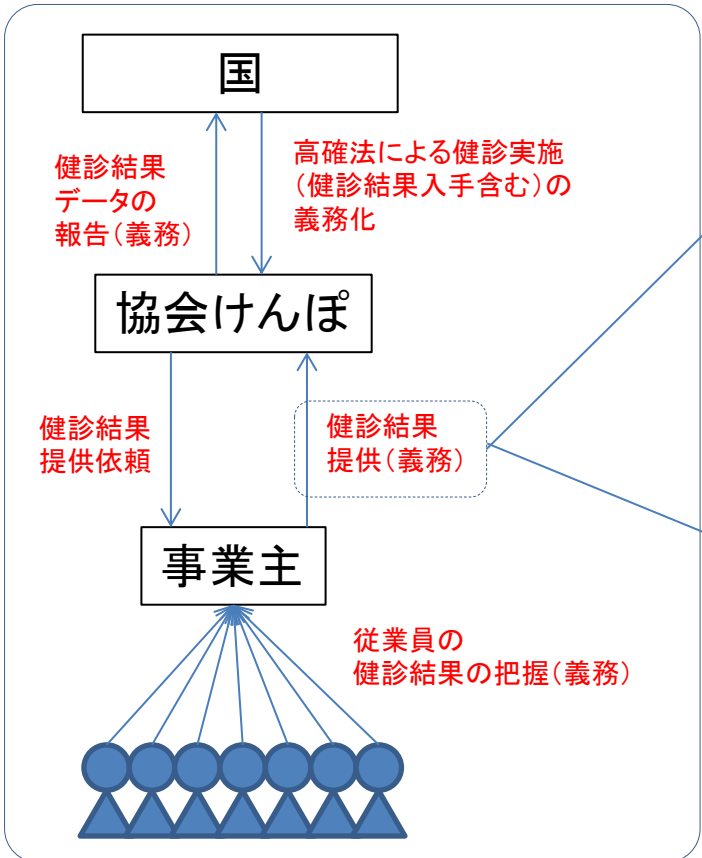 国
健診結果
データの
報告（義務）
高確法による健診実施
（健診結果入手含む）の
義務化
協会けんぽ
健診結果
提供依頼
健診結果
提供（義務）
事業主
従業員の
健診結果の把握（義務）